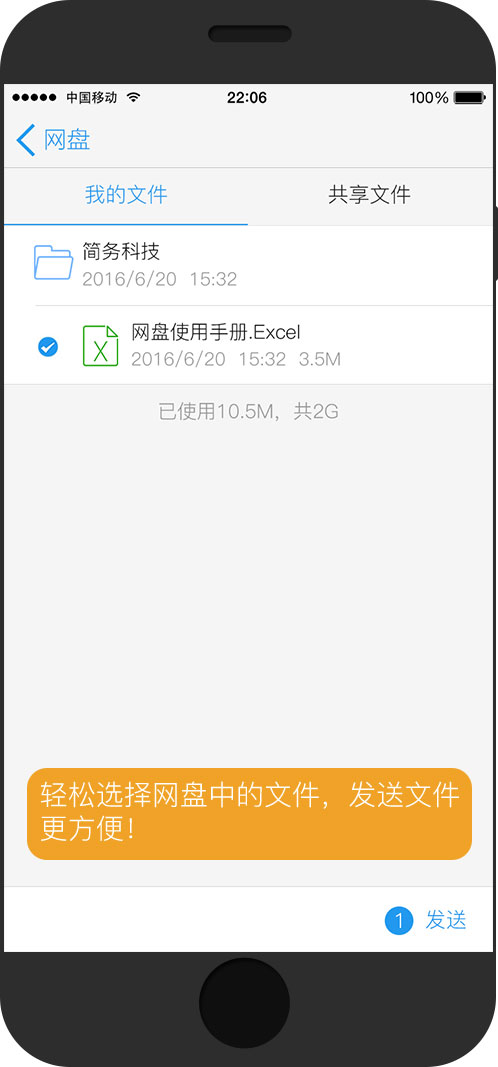 中国移动 22:06 100%
网盘
我的文件 共享文件
简务科技
2016/6/20 15:32
网盘使用手册.Excel
2016/6/20 15:32 3.5M
已使用10.5M，共2G
轻松选择网盘中的文件，发送文件
更方便！
1 发送